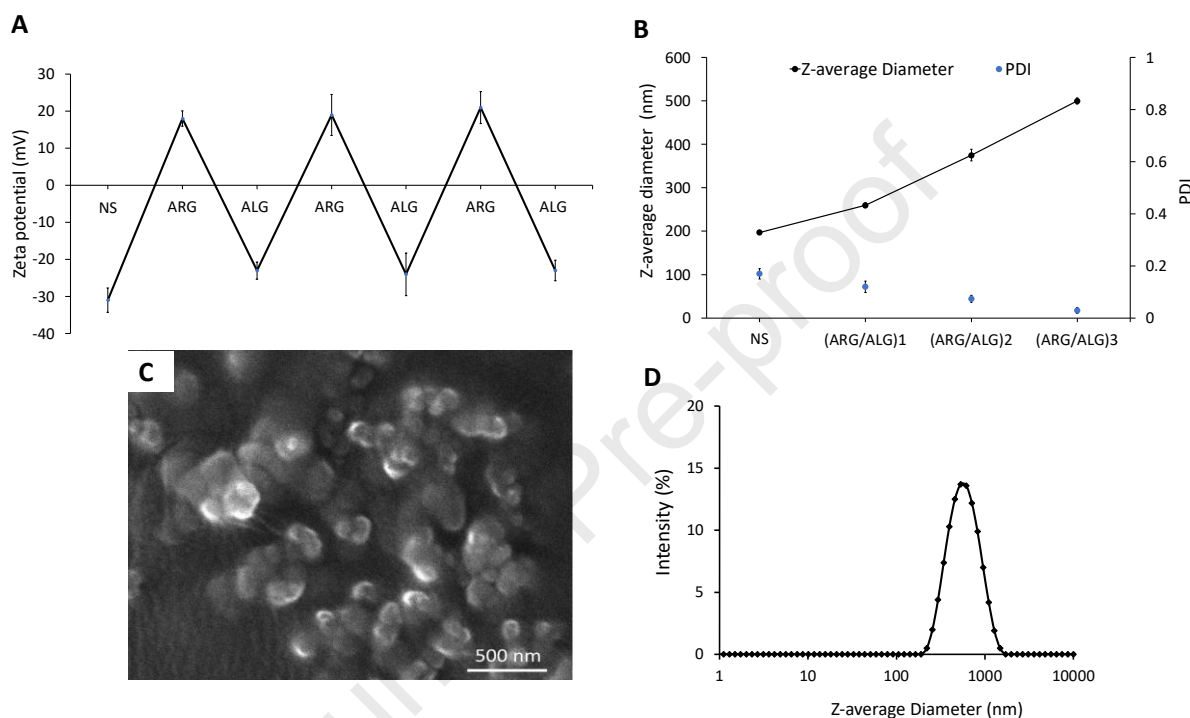 A
30
20
10
0
-10
-20
-30
-40
Zeta potential (mV)
NS ARG ALG ARG ALG ARG ALG
B
600
500
400
300
200
100
0
Z-average diameter (nm)
Z-average Diameter PDI
1
0.8
0.6
0.4
0.2
0
PDI
NS (ARG/ALG)1 (ARG/ALG)2 (ARG/ALG)3
C
500 nm
D
20
15
10
5
0
Intensity (%)
1 10 100 1000 10000
Z-average Diameter (nm)
Pre-proof